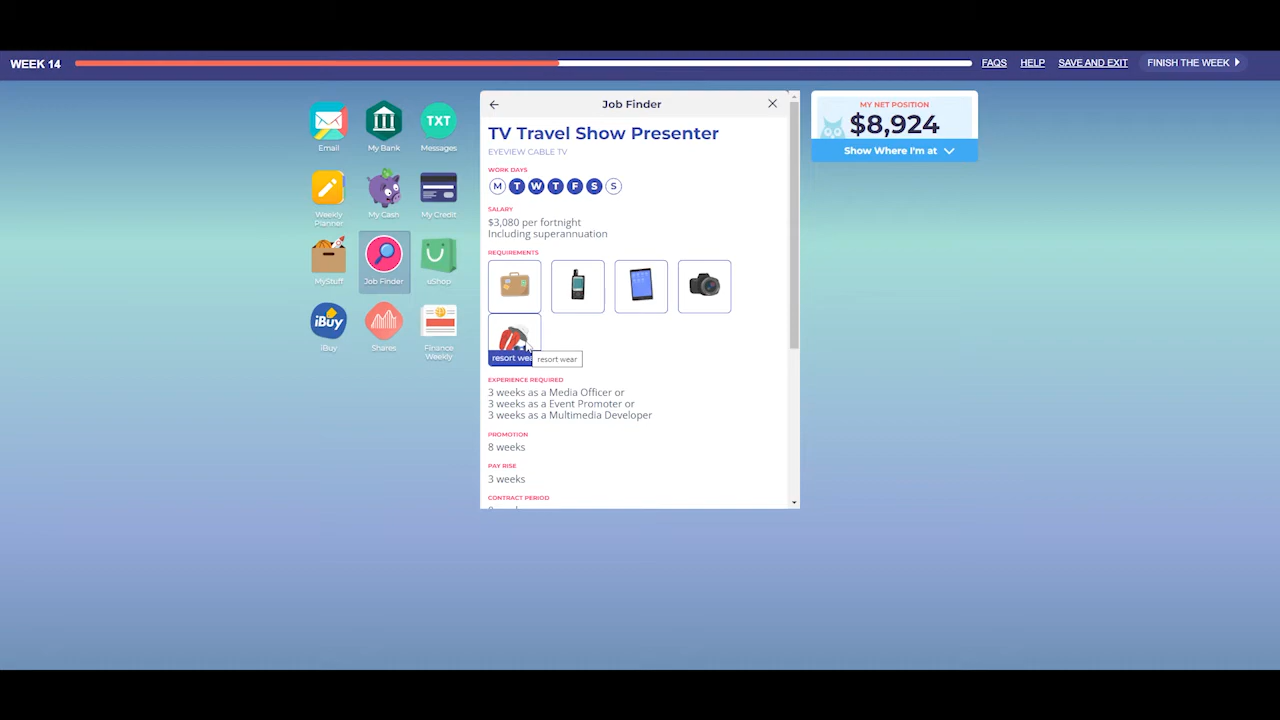 WEEK 14
FAQS
HELP
SAVE AND EXIT
FINISH THE WEEK
Email
My Bank
TXT
Messages
Weekly Planner
My Cash
My Credit
MyStuff
Job Finder
uShop
iBuy
iBuy
Shares
Finance Weekly
Job Finder
TV Travel Show Presenter
EYEVIEW CABLE TV
WORK DAYS
M T W T F S S
SALARY
$3,080 per fortnight
Including superannuation
REQUIREMENTS
resort wea
resort wear
EXPERIENCE REQUIRED
3 weeks as a Media Officer or
3 weeks as a Event Promoter or
3 weeks as a Multimedia Developer
PROMOTION
8 weeks
PAY RISE
3 weeks
CONTRACT PERIOD
MY NET POSITION
$8,924
Show Where I'm at